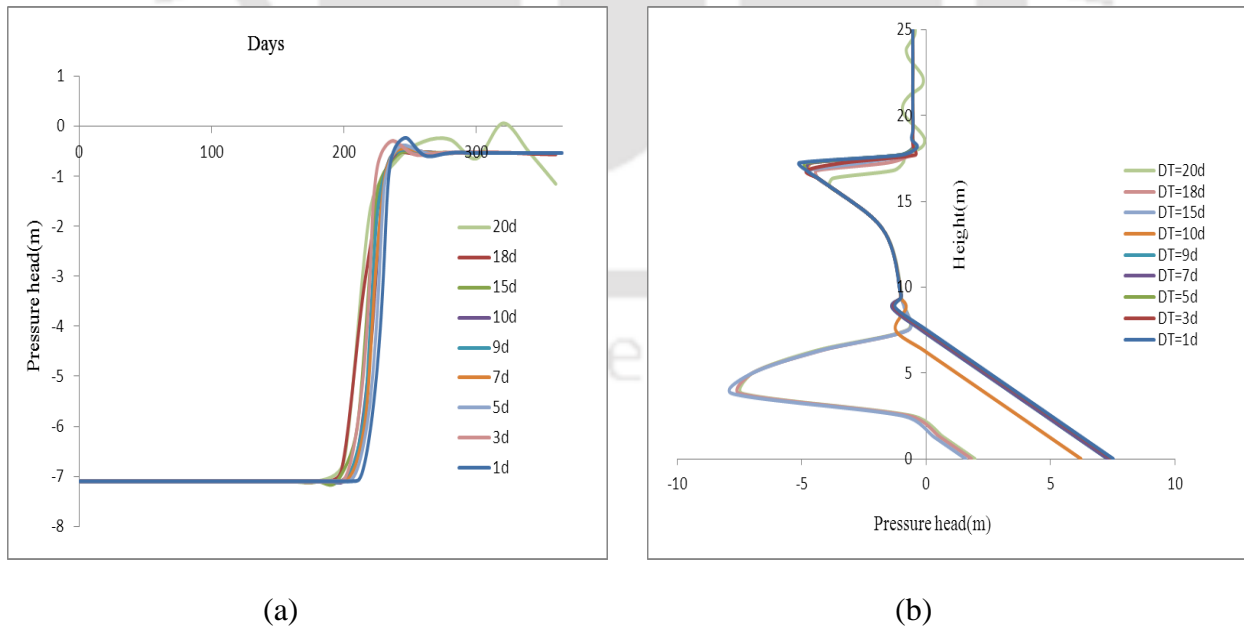 Days
1
0
0
100
200
300
-1
-2
-3
-4
-5
-6
-7
-8
Pressure head(m)
20d
18d
15d
10d
9d
7d
5d
3d
1d
(a)
25
20
15
10
5
0
-10
-5
0
5
10
Height(m)
Pressure head(m)
DT=20d
DT=18d
DT=15d
DT=10d
DT=9d
DT=7d
DT=5d
DT=3d
DT=1d
(b)